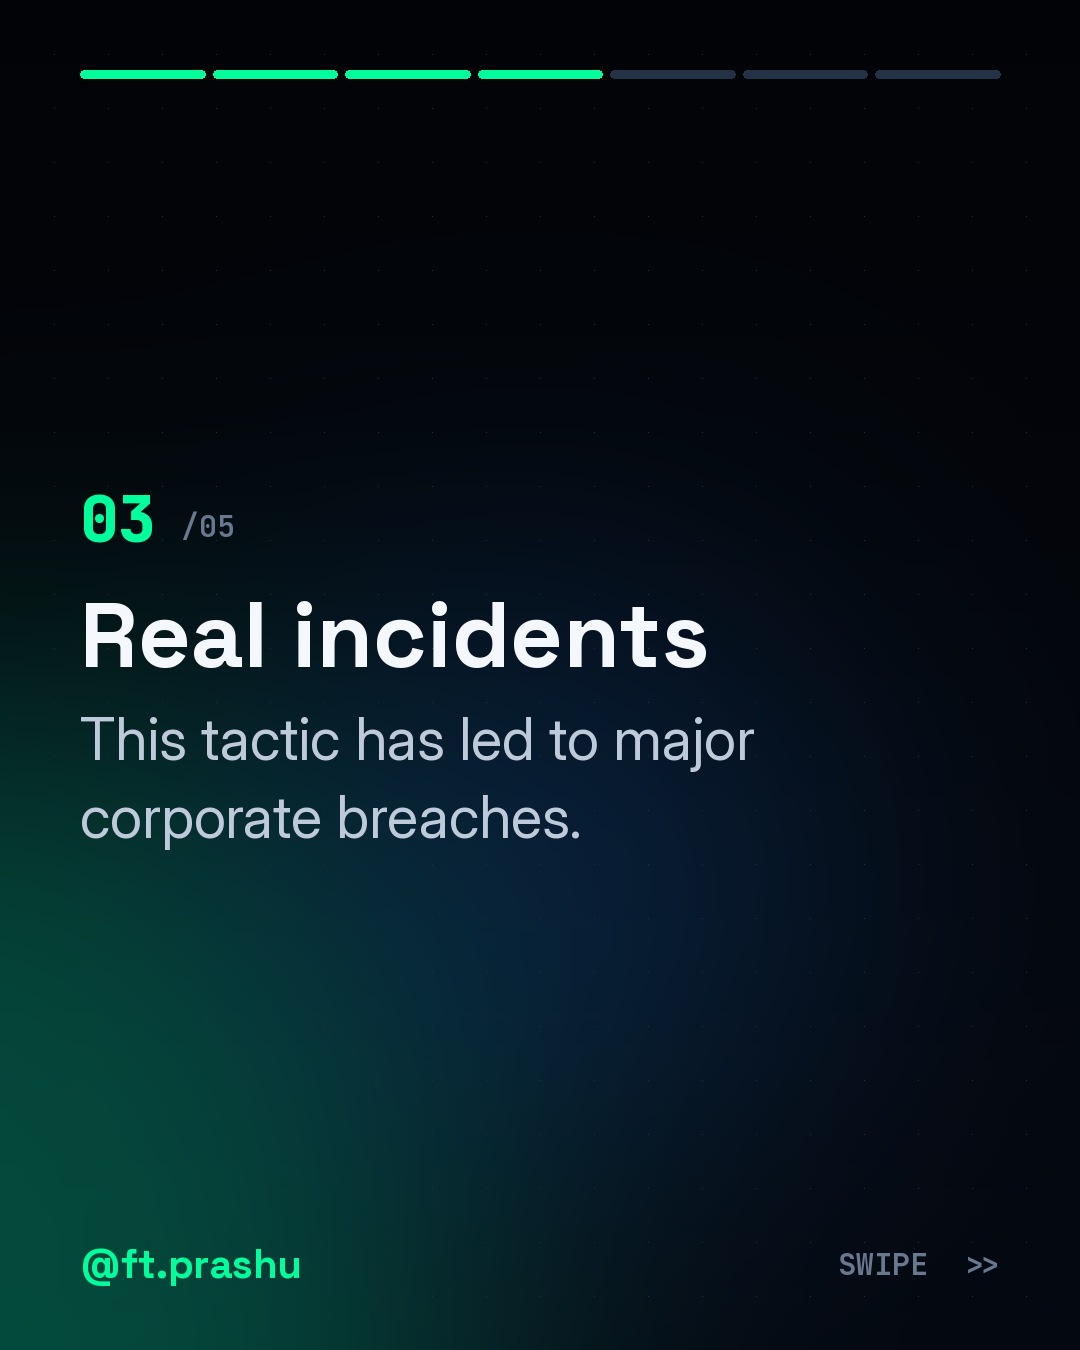 03 /05
Real incidents
This tactic has led to major
corporate breaches.
@ft.prashu
SWIPE >>